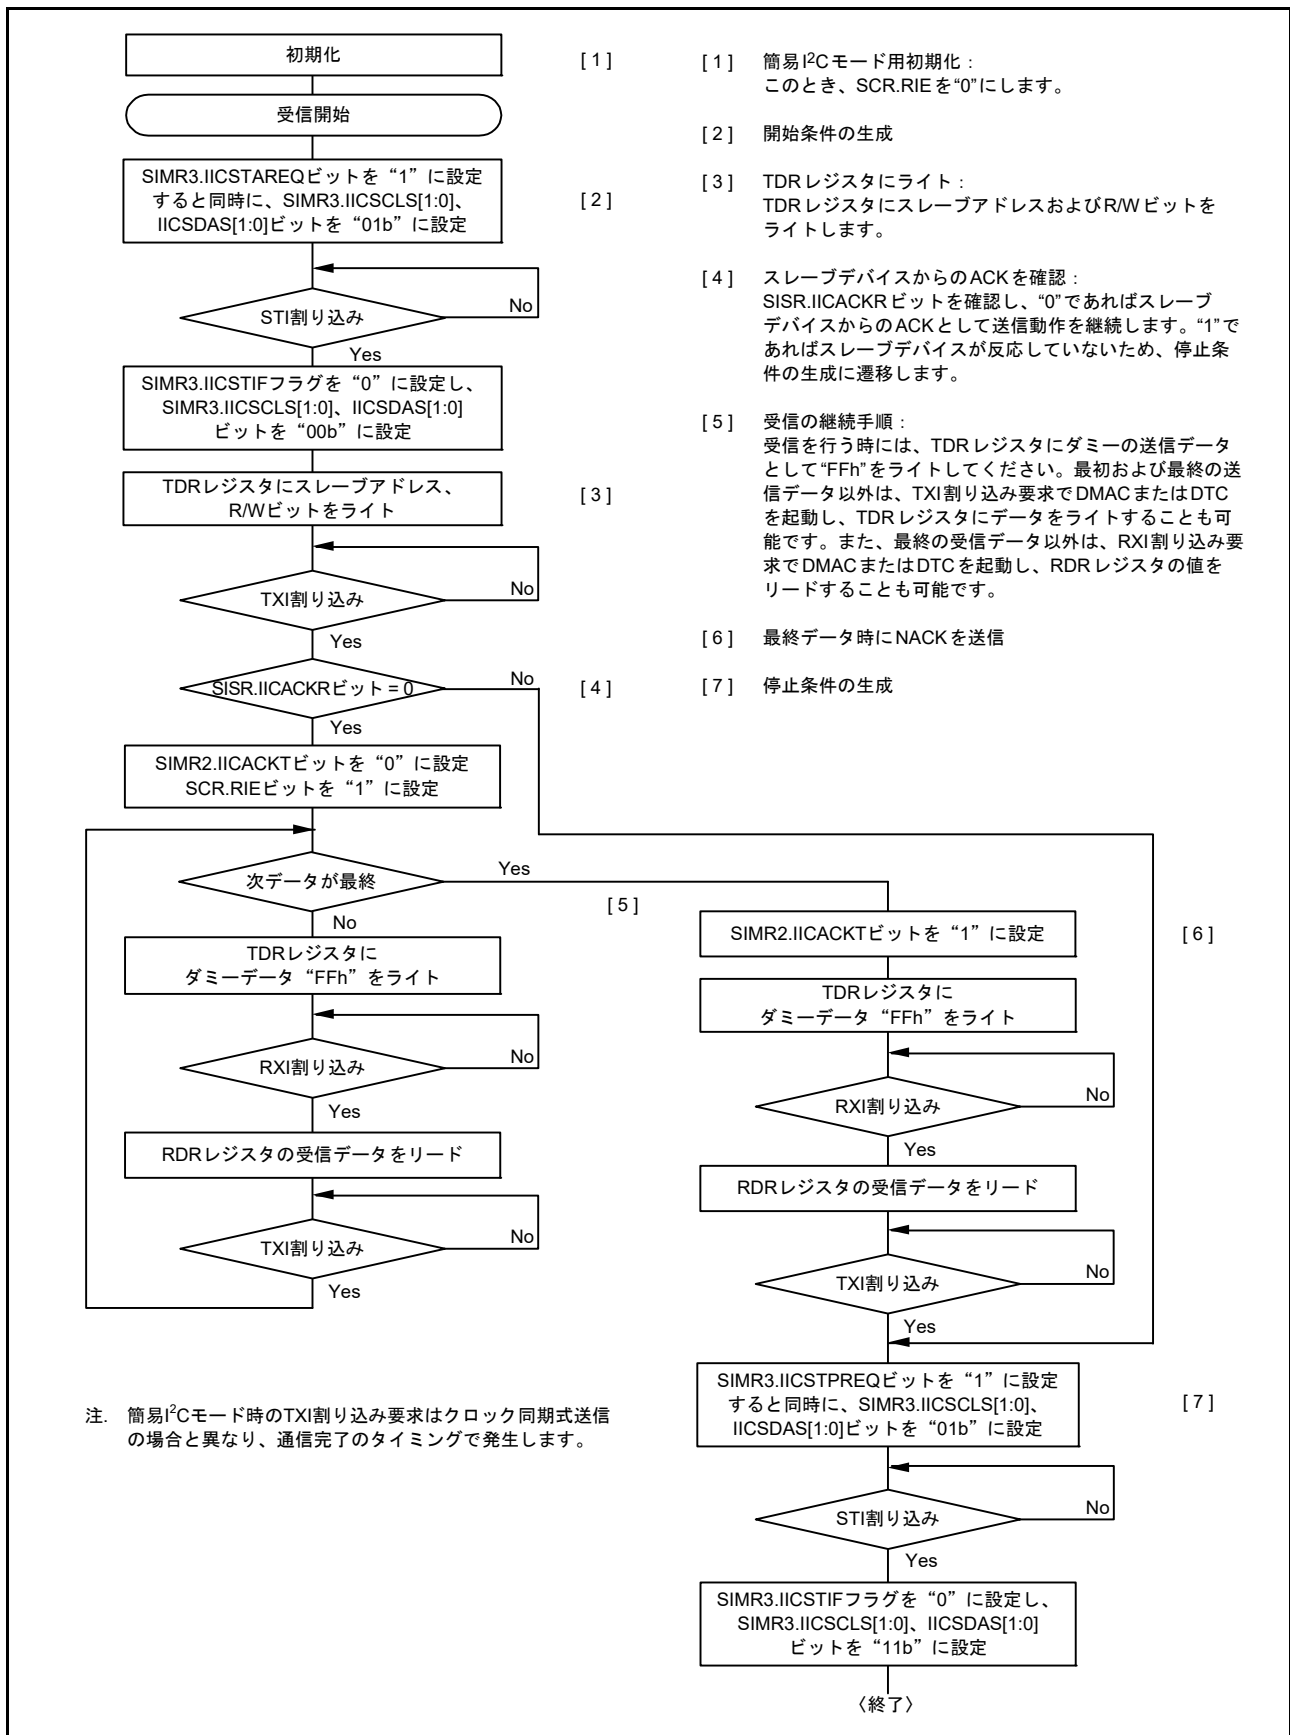 初期化
[ 1 ]
受信開始
SIMR3.IICSTAREQビットを“1”に設定
すると同時に、SIMR3.IICSCLS[1:0]、
IICSDAS[1:0]ビットを“01b”に設定
[ 2 ]
STI割り込み
No
Yes
SIMR3.IICSTIFフラグを“0”に設定し、
SIMR3.IICSCLS[1:0]、IICSDAS[1:0]
ビットを“00b”に設定
TDRレジスタにスレーブアドレス、
R/Wビットをライト
[ 3 ]
TXI割り込み
No
Yes
SISR.IICACKRビット = 0
No
[ 4 ]
Yes
SIMR2.IICACKTビットを“0”に設定
SCR.RIEビットを“1”に設定
次データが最終
Yes
[ 5 ]
No
TDRレジスタに
ダミーデータ“FFh”をライト
RXI割り込み
No
Yes
RDRレジスタの受信データをリード
TXI割り込み
No
Yes
[ 1 ] 簡易I²Cモード用初期化：
このとき、SCR.RIEを“0”にします。
[ 2 ] 開始条件の生成
[ 3 ] TDRレジスタにライト：
TDRレジスタにスレーブアドレスおよびR/Wビットを
ライトします。
[ 4 ] スレーブデバイスからのACKを確認：
SISR.IICACKRビットを確認し、“0”であればスレーブ
デバイスからのACKとして送信動作を継続します。“1”で
あればスレーブデバイスが反応していないため、停止条
件の生成に遷移します。
[ 5 ] 受信の継続手順：
受信を行う時には、TDRレジスタにダミーの送信データ
として“FFh”をライトしてください。最初および最終の送
信データ以外は、TXI割り込み要求でDMACまたはDTC
を起動し、TDRレジスタにデータをライトすることも可
能です。また、最終の受信データ以外は、RXI割り込み要
求でDMACまたはDTCを起動し、RDRレジスタの値を
リードすることも可能です。
[ 6 ] 最終データ時にNACKを送信
[ 7 ] 停止条件の生成
SIMR2.IICACKTビットを“1”に設定
[ 6 ]
TDRレジスタに
ダミーデータ“FFh”をライト
RXI割り込み
No
Yes
RDRレジスタの受信データをリード
TXI割り込み
No
Yes
SIMR3.IICSTPREQビットを“1”に設定
すると同時に、SIMR3.IICSCLS[1:0]、
IICSDAS[1:0]ビットを“01b”に設定
[ 7 ]
STI割り込み
No
Yes
SIMR3.IICSTIFフラグを“0”に設定し、
SIMR3.IICSCLS[1:0]、IICSDAS[1:0]
ビットを“11b”に設定
〈終了〉
注. 簡易I²Cモード時のTXI割り込み要求はクロック同期式送信
の場合と異なり、通信完了のタイミングで発生します。